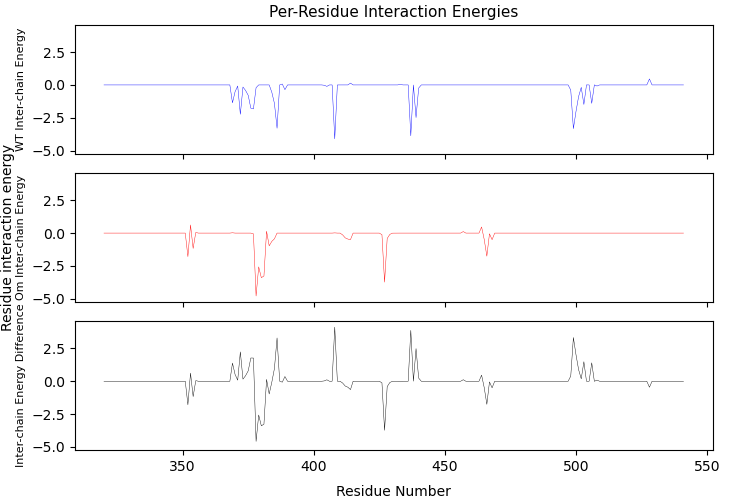 Per-Residue Interaction Energies
Residue interaction energy
WT Inter-chain Energy
2.5
0.0
−2.5
−5.0
Om Inter-chain Energy
2.5
0.0
−2.5
−5.0
Inter-chain Energy Difference
2.5
0.0
−2.5
−5.0
350
400
450
500
550
Residue Number